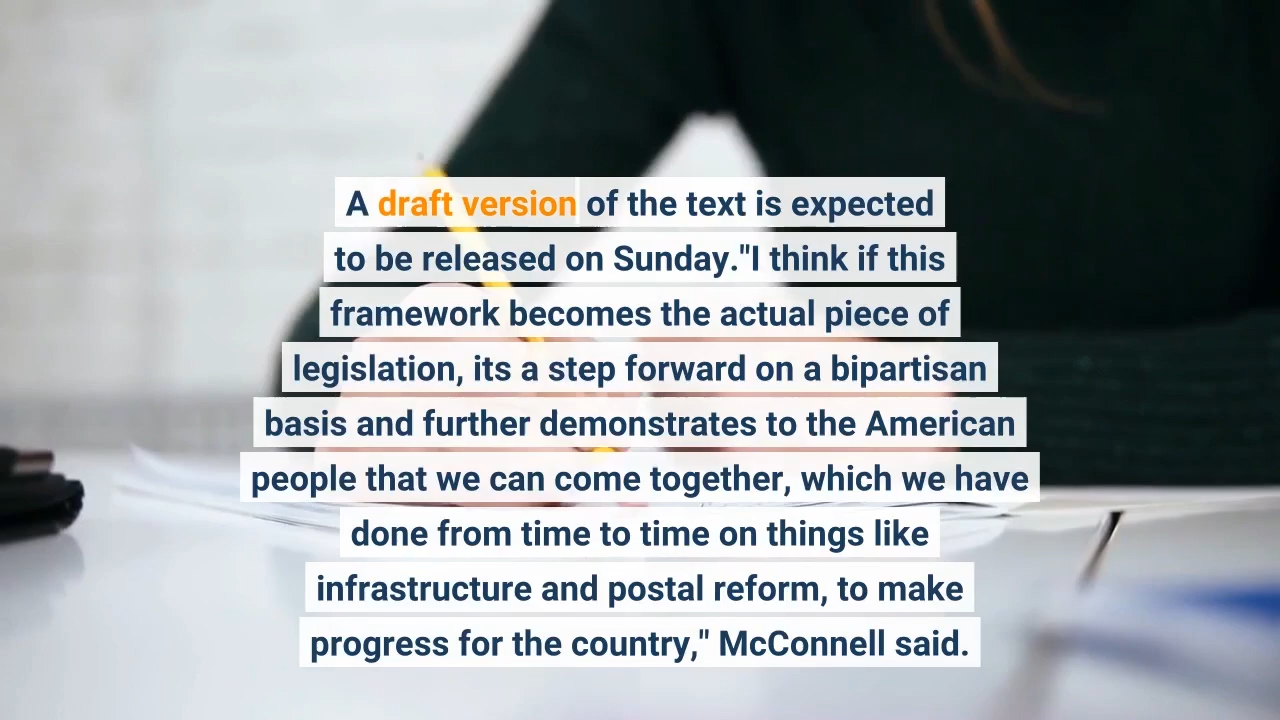 A draft version of the text is expected
to be released on Sunday."I think if this
framework becomes the actual piece of
legislation, its a step forward on a bipartisan
basis and further demonstrates to the American
people that we can come together, which we have
done from time to time on things like
infrastructure and postal reform, to make
progress for the country," McConnell said.